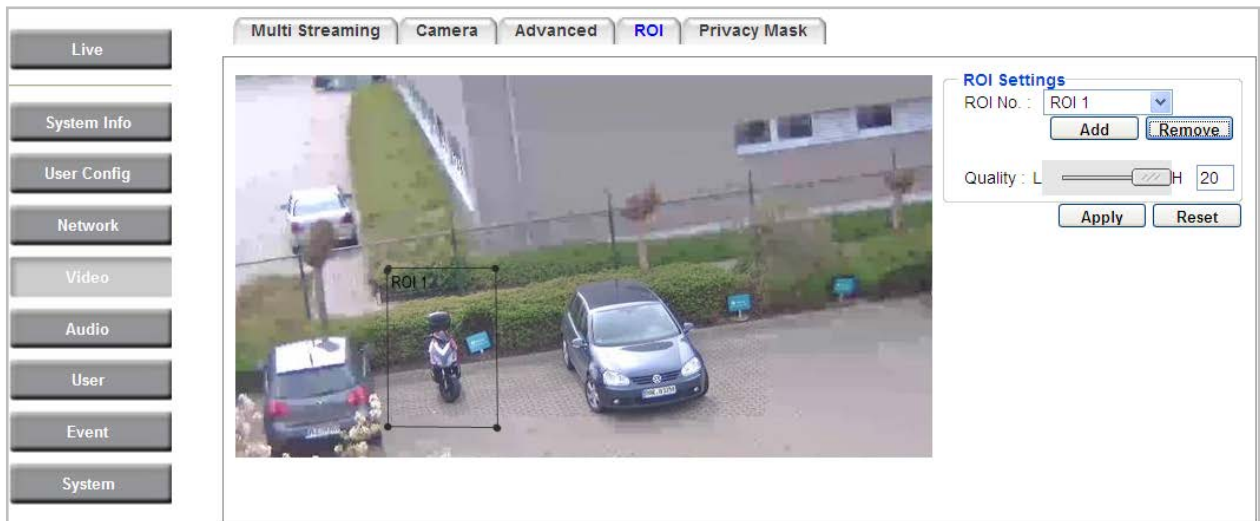 Live
System Info
User Config
Network
Video
Audio
User
Event
System
Multi Streaming
Camera
Advanced
ROI
Privacy Mask
ROI 1
ROI Settings
ROI No. : ROI 1
Add
Remove
Quality : L H 20
Apply
Reset